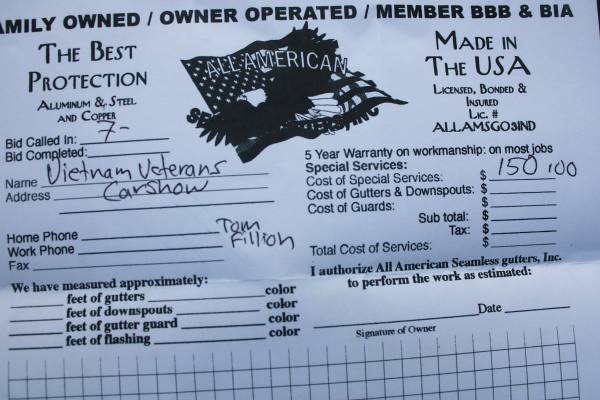 AMILY OWNED / OWNER OPERATED / MEMBER BBB & BIA
THE BEST
PROTECTION
ALUMINUM & STEEL
AND COPPER
ALL AMERICAN
MADE IN
THE USA
LICENSED, BONDED &
INSURED
LIC. #
ALLAMSG03IND
Bid Called In: 7-
Bid Completed:
Name Vietnam Veterans
Address Carshow
Home Phone
Tom
Work Phone
Fillion
Fax
5 Year Warranty on workmanship: on most jobs
Special Services:
Cost of Special Services: $ 150 100
Cost of Gutters & Downspouts: $
Cost of Guards: $
Sub total: $
Tax: $
Total Cost of Services: $
We have measured approximately:
feet of gutters color
feet of downspouts color
feet of gutter guard color
feet of flashing color
I authorize All American Seamless gutters, Inc.
to perform the work as estimated:
Date
Signature of Owner